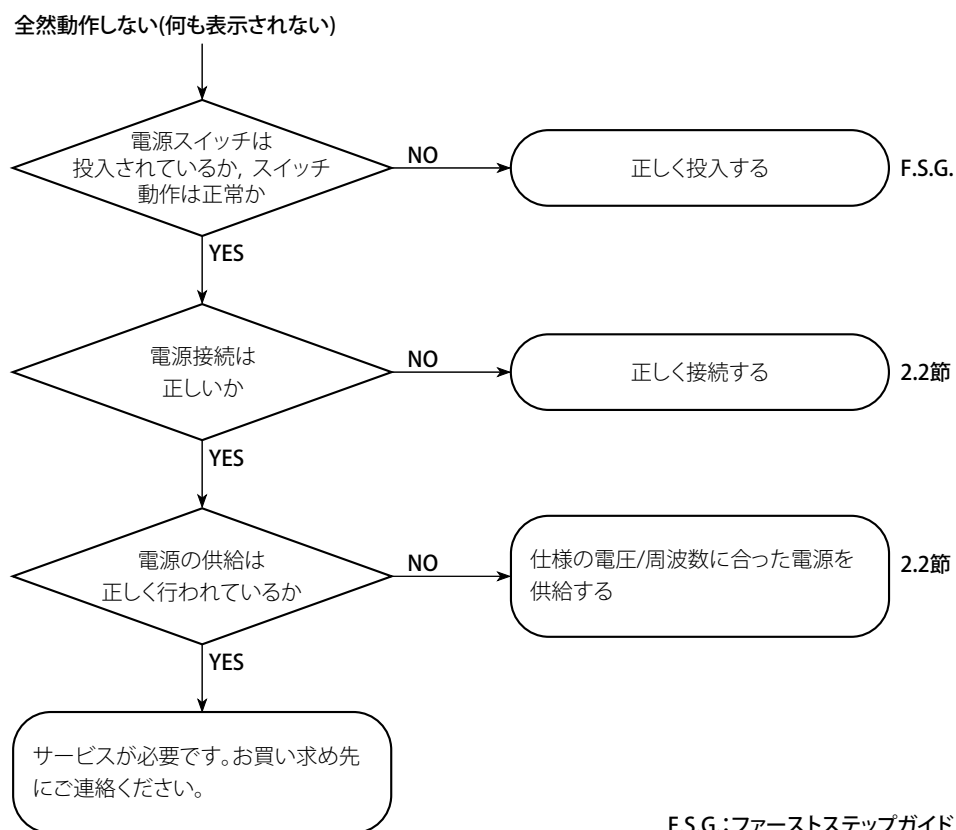 全然動作しない(何も表示されない)
電源スイッチは
投入されているか, スイッチ
動作は正常か
NO
正しく投入する
F.S.G.
YES
電源接続は
正しいか
NO
正しく接続する
2.2節
YES
電源の供給は
正しく行われているか
NO
仕様の電圧/周波数に合った電源を
供給する
2.2節
YES
サービスが必要です。お買い求め先
にご連絡ください。
F.S.G.:ファーストステップガイド